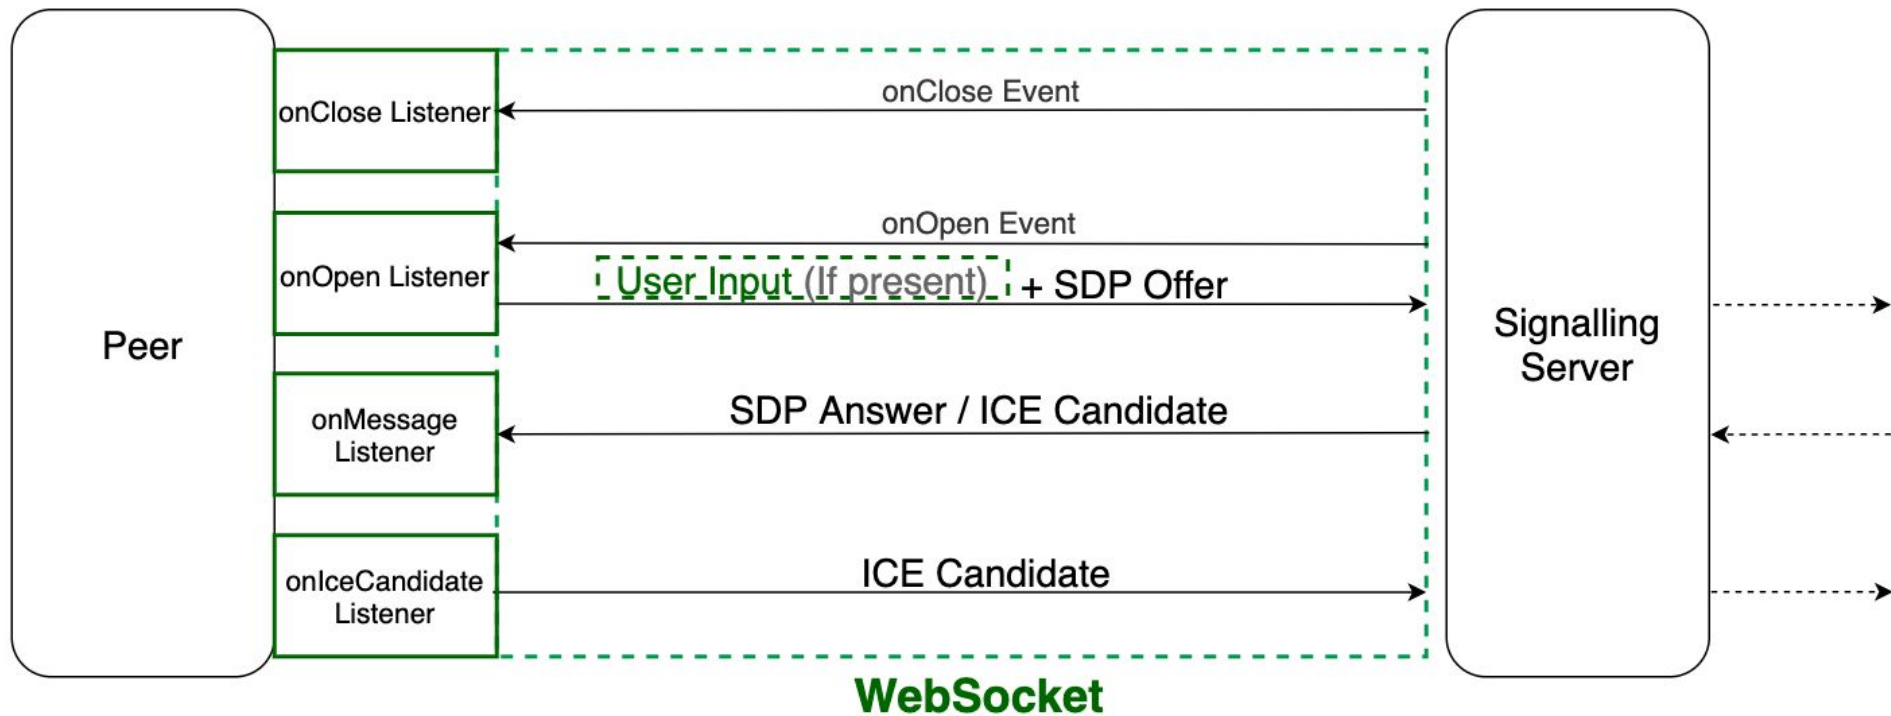 onClose Event
onClose Listener
onOpen Event
onOpen Listener
User Input (If present) + SDP Offer
Peer
Signalling
Server
SDP Answer / ICE Candidate
onMessage
Listener
ICE Candidate
onIceCandidate
Listener
WebSocket